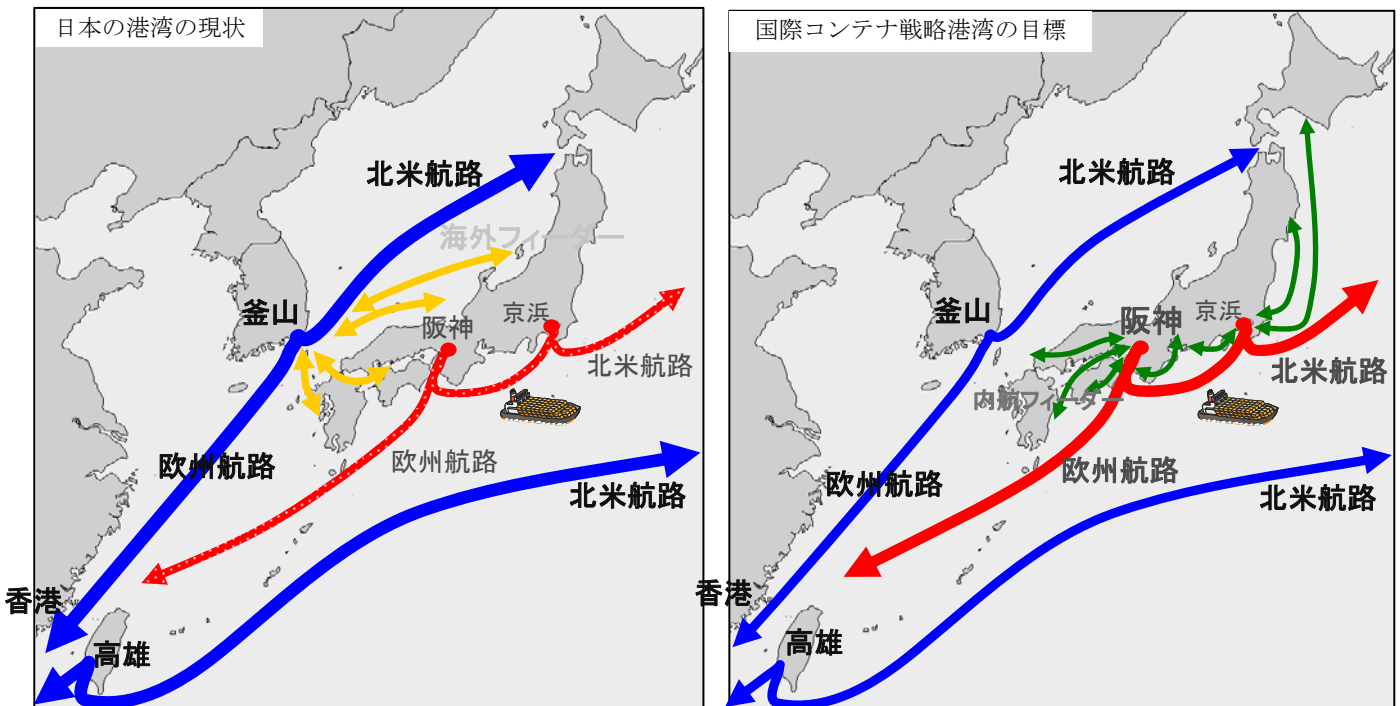 日本の港湾の現状
北米航路
海外フィーダー
釜山
阪神
京浜
北米航路
欧州航路
欧州航路
北米航路
香港
高雄
国際コンテナ戦略港湾の目標
北米航路
釜山
阪神
京浜
北米航路
内航フィーダー
欧州航路
欧州航路
北米航路
香港
高雄